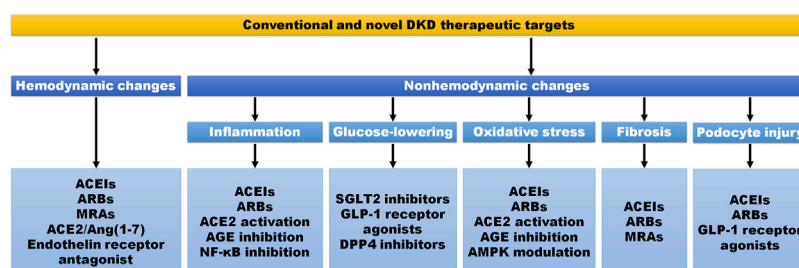 Conventional and novel DKD therapeutic targets
Hemodynamic changes
Nonhemodynamic changes
Inflammation
Glucose-lowering
Oxidative stress
Fibrosis
Podocyte injury
ACEIs
ARBs
MRAs
ACE2/Ang(1-7)
Endothelin receptor
antagonist
ACEIs
ARBs
ACE2 activation
AGE inhibition
NF-κB inhibition
SGLT2 inhibitors
GLP-1 receptor
agonists
DPP4 inhibitors
ACEIs
ARBs
ACE2 activation
AGE inhibition
AMPK modulation
ACEIs
ARBs
MRAs
ACEIs
ARBs
GLP-1 receptor
agonists